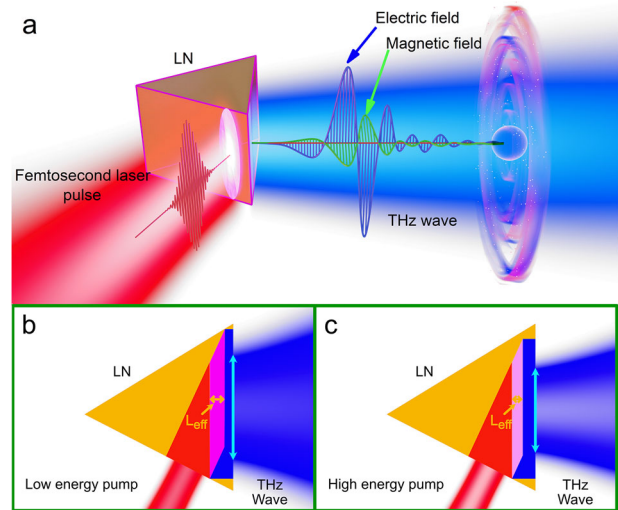 a
Electric field
LN
Magnetic field
Femtosecond laser
pulse
THz wave
b
LN
Leff
Low energy pump
THz
Wave
c
LN
Leff
High energy pump
THz
Wave